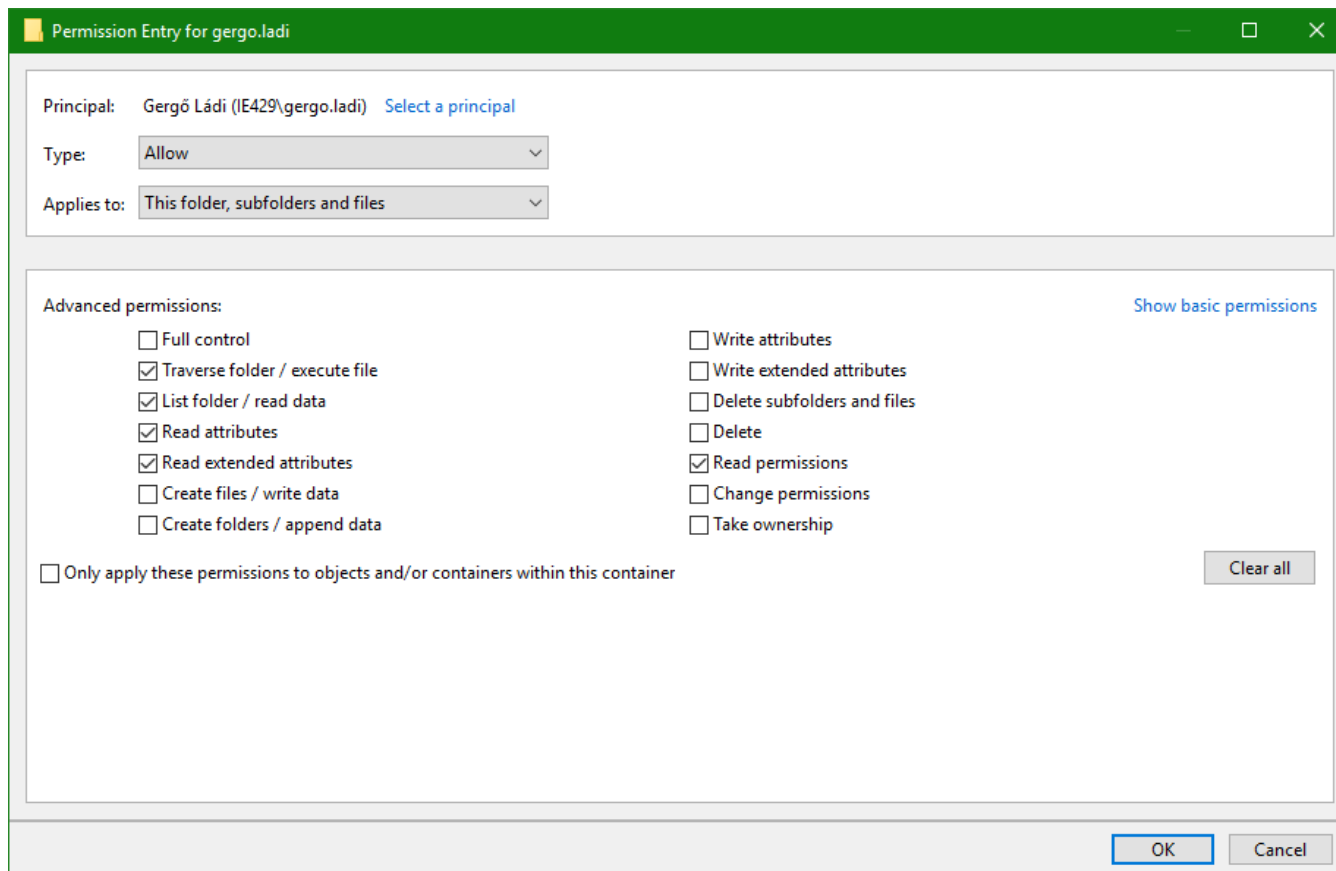 Permission Entry for gergo.ladi
Principal: Gergő Ládi (IE429\gergo.ladi) Select a principal
Type: Allow
Applies to: This folder, subfolders and files
Advanced permissions: Show basic permissions
Full control Write attributes
Traverse folder / execute file Write extended attributes
List folder / read data Delete subfolders and files
Read attributes Delete
Read extended attributes Read permissions
Create files / write data Change permissions
Create folders / append data Take ownership
Only apply these permissions to objects and/or containers within this container Clear all
OK Cancel